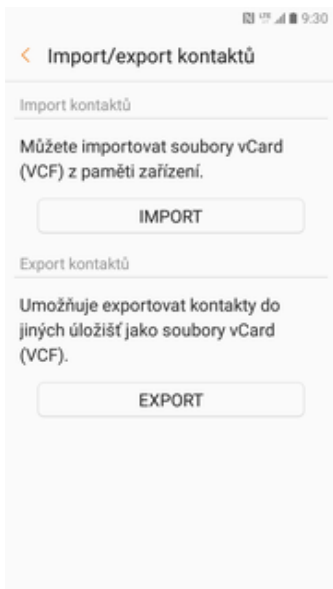 9:30
Import/export kontaktů
Import kontaktů
Můžete importovat soubory vCard
(VCF) z paměti zařízení.
IMPORT
Export kontaktů
Umožňuje exportovat kontakty do
jiných úložišť jako soubory vCard
(VCF).
EXPORT